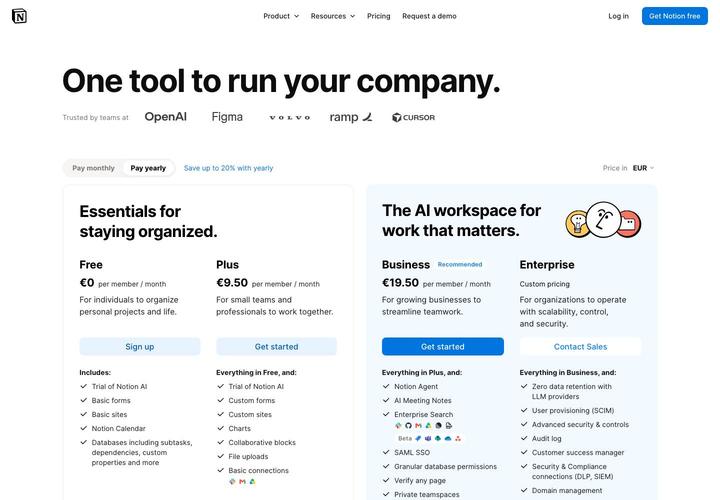 N
Product
Resources
Pricing
Request a demo
Log in
Get Notion free
One tool to run your company.
Trusted by teams at
OpenAI
Figma
VOLVO
ramp
CURSOR
Pay monthly
Pay yearly
Save up to 20% with yearly
Price in EUR
Essentials for
staying organized.
Free
€0 per member / month
For individuals to organize
personal projects and life.
Sign up
Includes:
Trial of Notion AI
Basic forms
Basic sites
Notion Calendar
Databases including subtasks,
dependencies, custom
properties and more
Plus
€9.50 per member / month
For small teams and
professionals to work together.
Get started
Everything in Free, and:
Trial of Notion AI
Custom forms
Custom sites
Charts
Collaborative blocks
File uploads
Basic connections
The AI workspace for
work that matters.
Business Recommended
€19.50 per member / month
For growing businesses to
streamline teamwork.
Get started
Everything in Plus, and:
Notion Agent
AI Meeting Notes
Enterprise Search
Beta
SAML SSO
Granular database permissions
Verify any page
Private teamspaces
Enterprise
Custom pricing
For organizations to operate
with scalability, control,
and security.
Contact Sales
Everything in Business, and:
Zero data retention with
LLM providers
User provisioning (SCIM)
Advanced security & controls
Audit log
Customer success manager
Security & Compliance
connections (DLP, SIEM)
Domain management